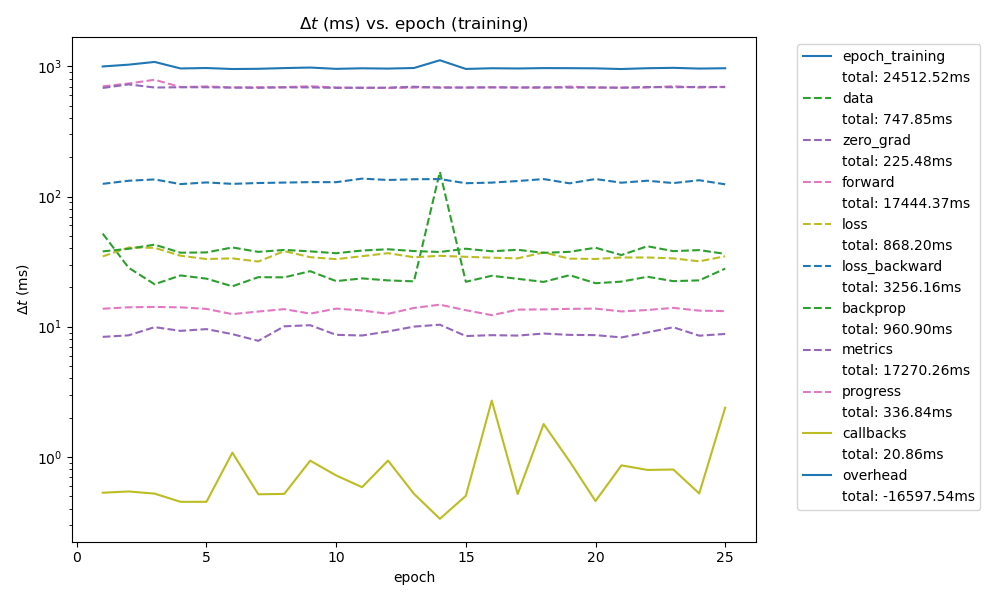 Δt (ms) vs. epoch (training)
Δt (ms)
10³
10²
10¹
10⁰
0
5
10
15
20
25
epoch
epoch_training
total: 24512.52ms
data
total: 747.85ms
zero_grad
total: 225.48ms
forward
total: 17444.37ms
loss
total: 868.20ms
loss_backward
total: 3256.16ms
backprop
total: 960.90ms
metrics
total: 17270.26ms
progress
total: 336.84ms
callbacks
total: 20.86ms
overhead
total: -16597.54ms